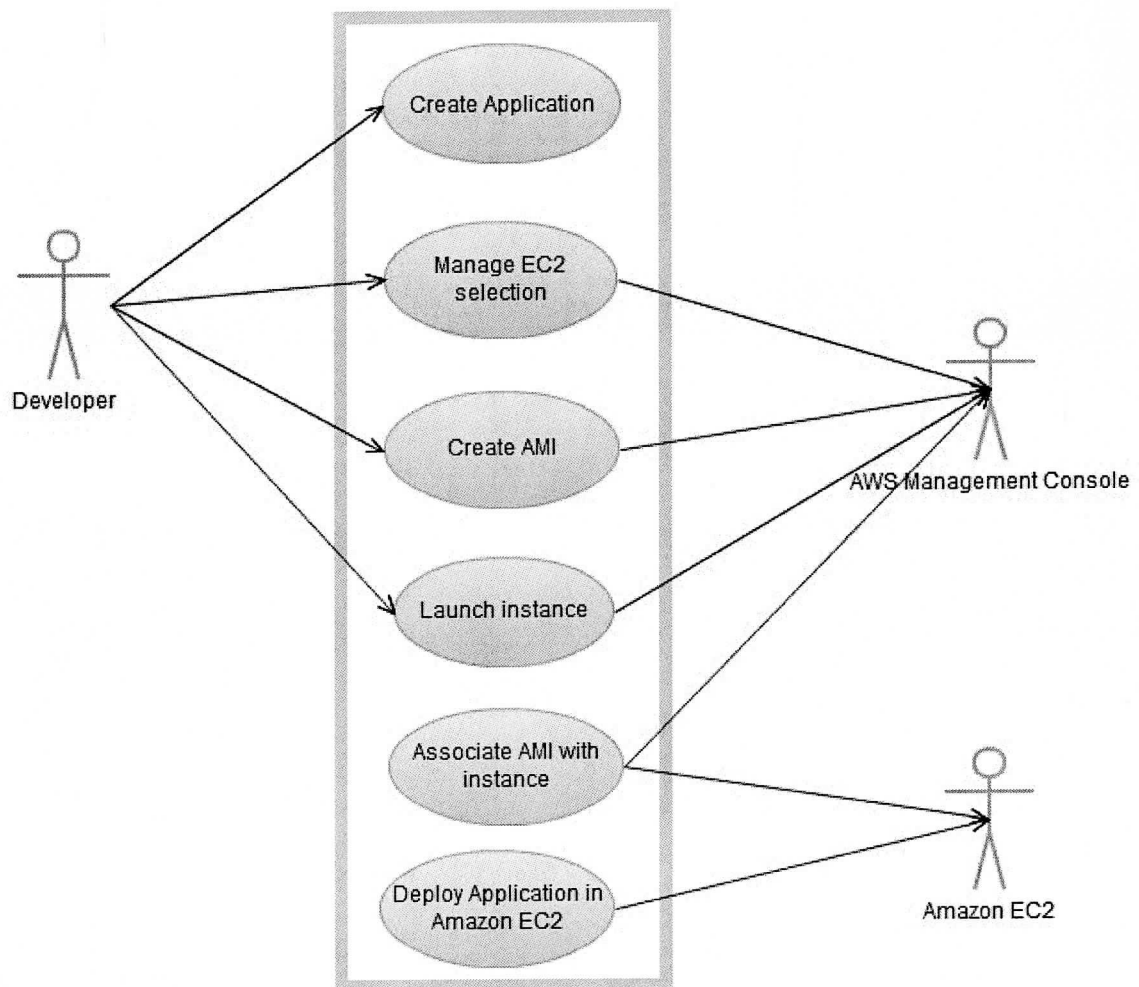 Create Application
Manage EC2
selection
Developer
Create AMI
AWS Management Console
Launch instance
Associate AMI with
instance
Deploy Application in
Amazon EC2
Amazon EC2